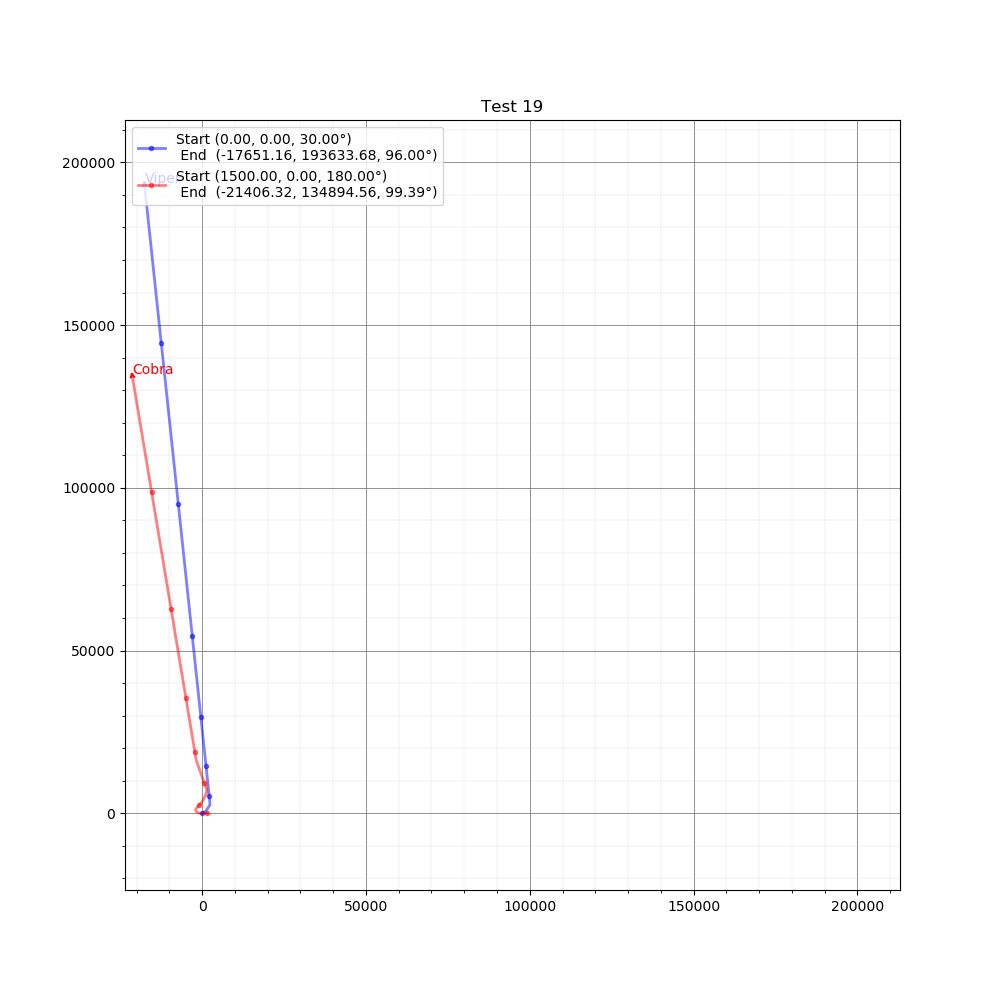 Test 19
Start (0.00, 0.00, 30.00°)
End (-17651.16, 193633.68, 96.00°)
Start (1500.00, 0.00, 180.00°)
End (-21406.32, 134894.56, 99.39°)
Viper
Cobra
200000
150000
100000
50000
0
0
50000
100000
150000
200000